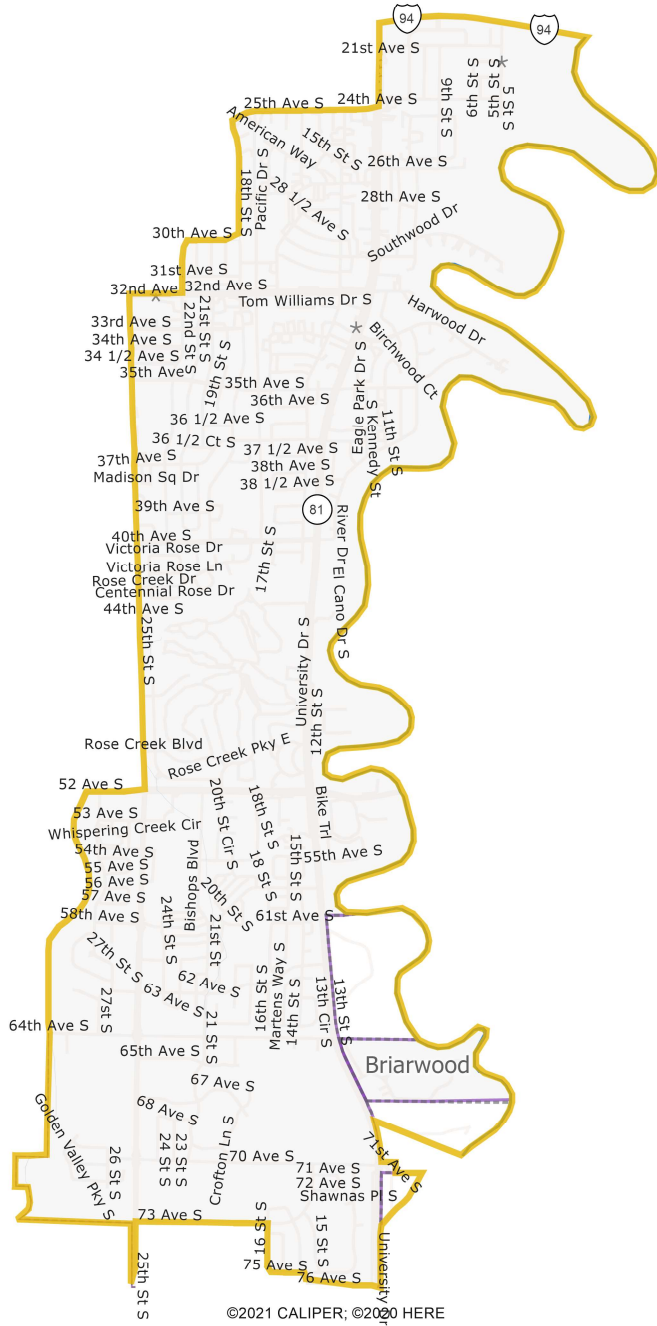 94
94
21st Ave S
5 St S
5th St S
6th St S
9th St S
24th Ave S
25th Ave S
American Way
15th St S
26th Ave S
Pacific Dr S
18th St S
28 1/2 Ave S
28th Ave S
Southwood Dr
30th Ave S
31st Ave S
32nd Ave
32nd Ave S
Tom Williams Dr S
Harwood Dr
33rd Ave S
22nd St S
21st St S
34th Ave S
Birchwood Ct
34 1/2 Ave S
35th Ave
19th St S
Eagle Park Dr S
35th Ave S
36th Ave S
S Kennedy St
11th St S
36 1/2 Ave S
36 1/2 Ct S
37 1/2 Ave S
37th Ave S
38th Ave S
Madison Sq Dr
38 1/2 Ave S
39th Ave S
81
River Dr
40th Ave S
Victoria Rose Dr
17th St S
Victoria Rose Ln
Rose Creek Dr
El Cano Dr S
Centennial Rose Dr
44th Ave S
25th St S
University Dr S
12th St S
Rose Creek Blvd
Rose Creek Pky E
52 Ave S
53 Ave S
20th St Cir S
18th St S
Bike Trl
Whispering Creek Cir
54th Ave S
15th St S
55th Ave S
55 Ave S
18 St S
56 Ave S
Bishops Blvd
57 Ave S
20th St S
58th Ave S
24th St S
61st Ave S
21st St
27th St S
62 Ave S
16th St S
Martens Way S
14th St S
13th Cir S
13th St S
63 Ave S
27st S
64th Ave S
21 St S
65th Ave S
Briarwood
67 Ave S
Golden Valley Pky S
68 Ave S
24 St S
23 St S
Crofton Ln S
70 Ave S
71st Ave S
26 St S
71 Ave S
72 Ave S
Shawnas Pl S
73 Ave S
16 St S
15 St S
University Dr
25th St S
75 Ave S
76 Ave S
©2021 CALIPER; ©2020 HERE